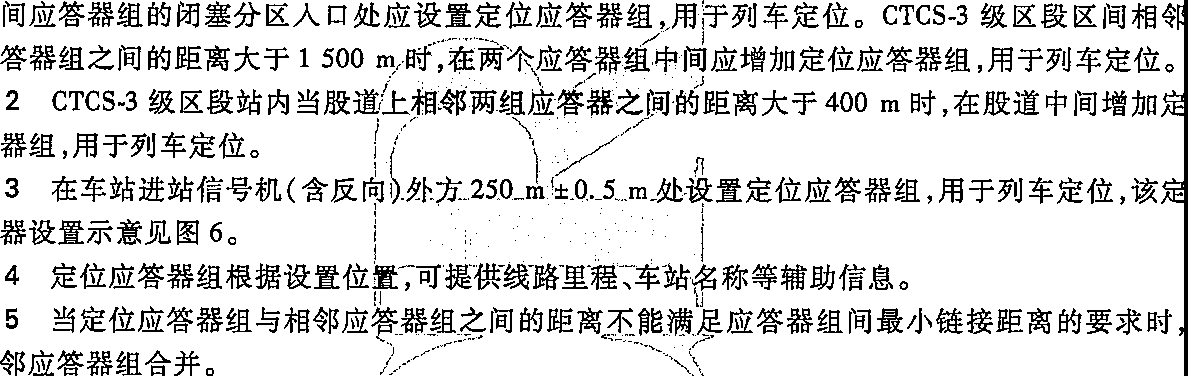 间应答器组的闭塞分区入口处应设置定位应答器组,用于列车定位。CTCS-3 级区段区间相邻
答器组之间的距离大于 1 500 m 时,在两个应答器组中间应增加定位应答器组,用于列车定位。
2 CTCS-3 级区段站内当股道上相邻两组应答器之间的距离大于 400 m 时,在股道中间增加定
器组,用于列车定位。
3 在车站进站信号机(含反向)外方 250 m ±0. 5 m 处设置定位应答器组,用于列车定位,该定
器设置示意见图 6。
4 定位应答器组根据设置位置,可提供线路里程、车站名称等辅助信息。
5 当定位应答器组与相邻应答器组之间的距离不能满足应答器组间最小链接距离的要求时,
邻应答器组合并。